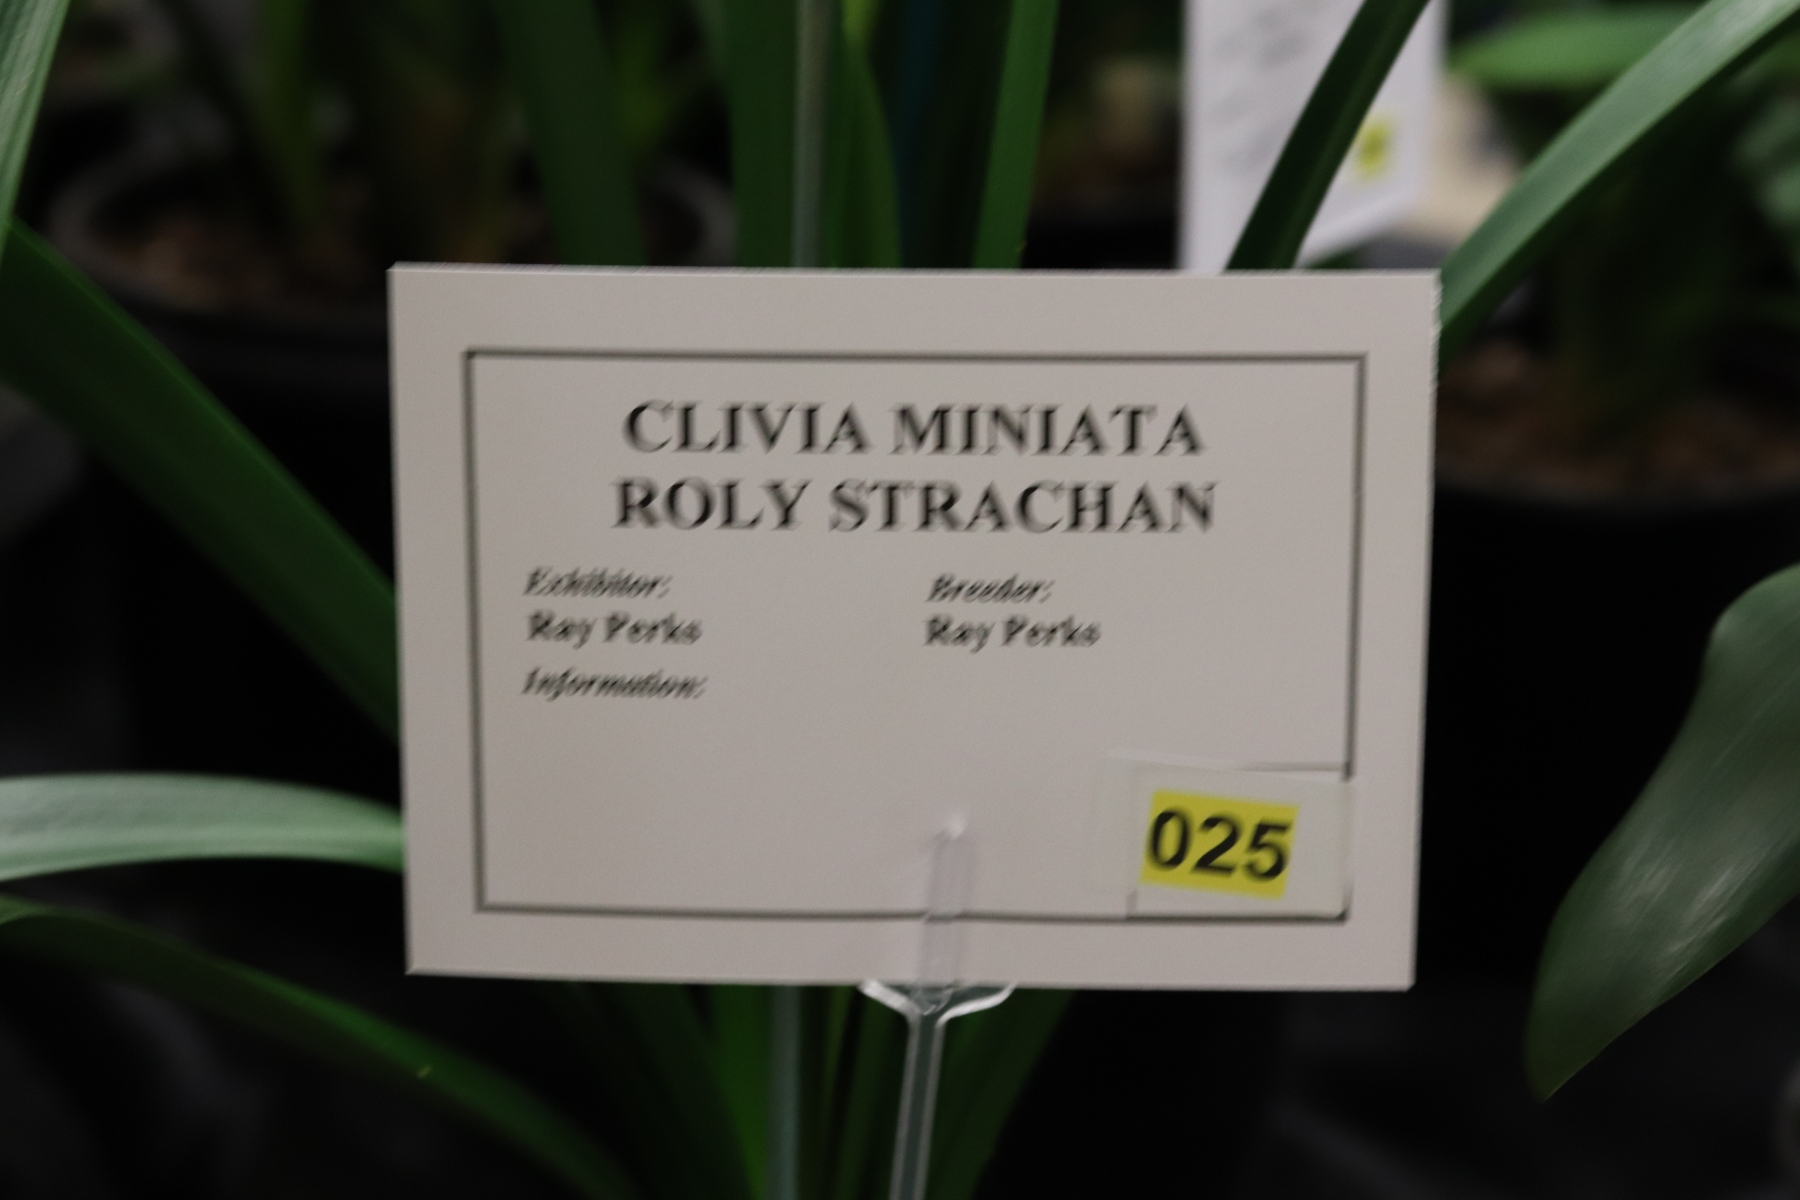 CLIVIA MINIATA
ROLY STRACHAN
Exhibitor:
Ray Perks
Breeder:
Ray Perks
Information:
025